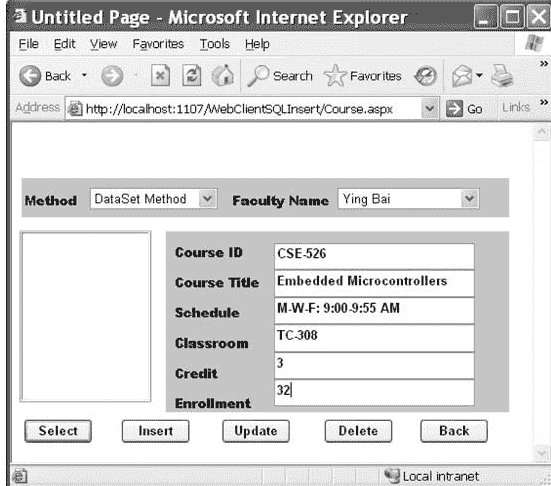 Untitled Page - Microsoft Internet Explorer
File Edit View Favorites Tools Help
Back Search Favorites »
Address http://localhost:1107/WebClientSQLInsert/Course.aspx Go Links »
Method DataSet Method Faculty Name Ying Bai
Course ID CSE-526
Course Title Embedded Microcontrollers
Schedule M-W-F: 9:00-9:55 AM
Classroom TC-308
Credit 3
Enrollment 32
Select Insert Update Delete Back
Local intranet